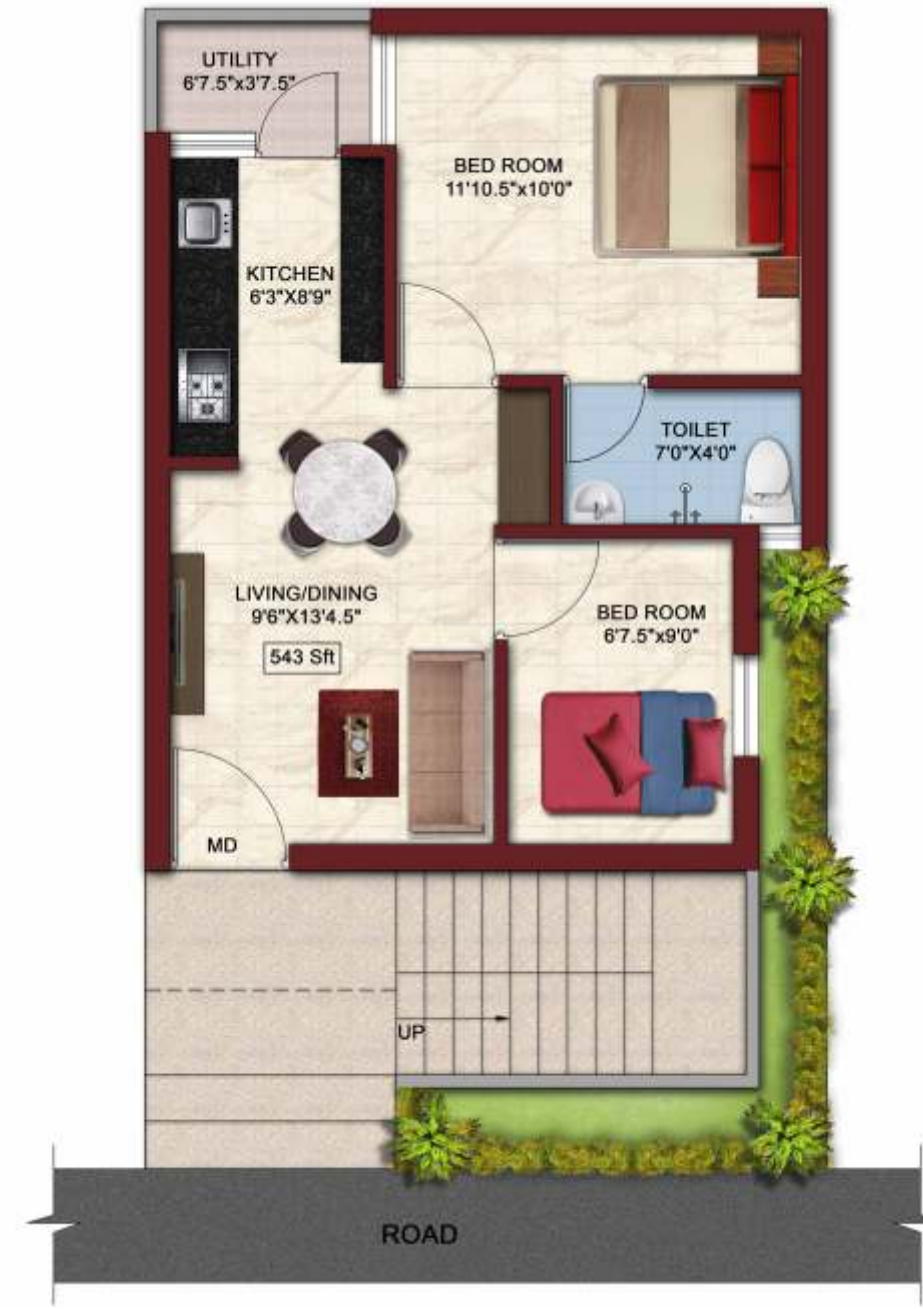 UTILITY
6'7.5"x3'7.5"
BED ROOM
11'10.5"x10'0"
KITCHEN
6'3"X8'9"
TOILET
7'0"X4'0"
LIVING/DINING
9'6"X13'4.5"
543 Sft
BED ROOM
6'7.5"x9'0"
MD
UP
ROAD